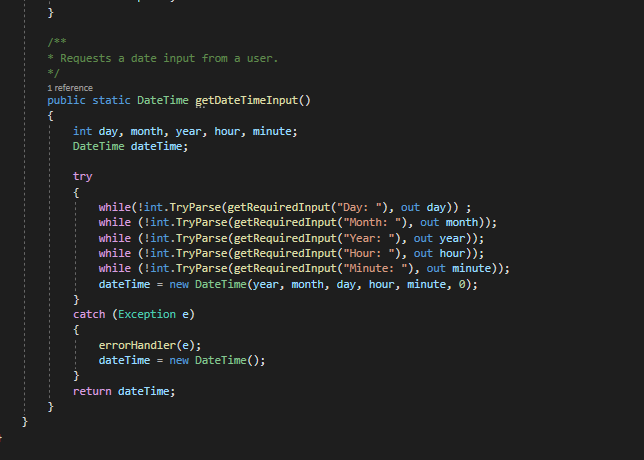 }
/**
* Requests a date input from a user.
*/
1 reference
public static DateTime getDateTimeInput()
{
int day, month, year, hour, minute;
DateTime dateTime;
try
{
while(!int.TryParse(getRequiredInput("Day: "), out day)) ;
while (!int.TryParse(getRequiredInput("Month: "), out month));
while (!int.TryParse(getRequiredInput("Year: "), out year));
while (!int.TryParse(getRequiredInput("Hour: "), out hour));
while (!int.TryParse(getRequiredInput("Minute: "), out minute));
dateTime = new DateTime(year, month, day, hour, minute, 0);
}
catch (Exception e)
{
errorHandler(e);
dateTime = new DateTime();
}
return dateTime;
}
}